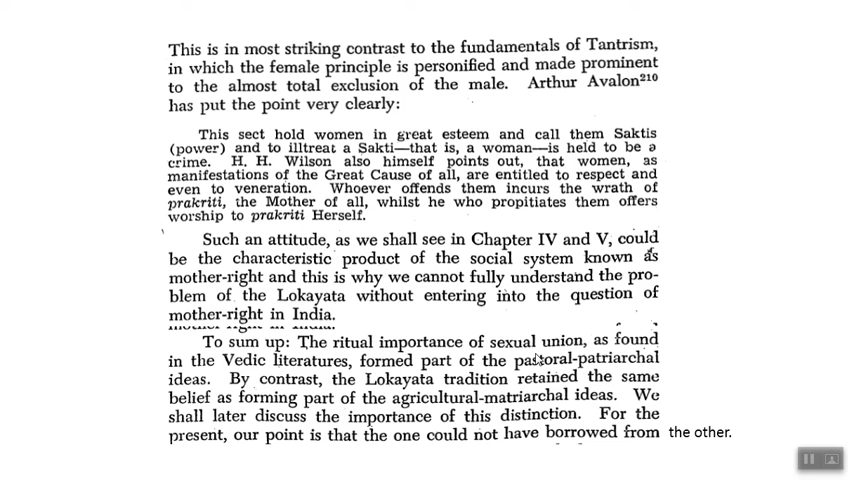 This is in most striking contrast to the fundamentals of Tantrism,
in which the female principle is personified and made prominent
to the almost total exclusion of the male. Arthur Avalon210
has put the point very clearly:
This sect hold women in great esteem and call them Saktis
(power) and to illtreat a Sakti—that is, a woman—is held to be a
crime. H. H. Wilson also himself points out, that women, as
manifestations of the Great Cause of all, are entitled to respect and
even to veneration. Whoever offends them incurs the wrath of
prakriti, the Mother of all, whilst he who propitiates them offers
worship to prakriti Herself.
Such an attitude, as we shall see in Chapter IV and V, could
be the characteristic product of the social system known as
mother-right and this is why we cannot fully understand the pro-
blem of the Lokayata without entering into the question of
mother-right in India.
To sum up: The ritual importance of sexual union, as found
in the Vedic literatures, formed part of the pastoral-patriarchal
ideas. By contrast, the Lokayata tradition retained the same
belief as forming part of the agricultural-matriarchal ideas. We
shall later discuss the importance of this distinction. For the
present, our point is that the one could not have borrowed from the other.